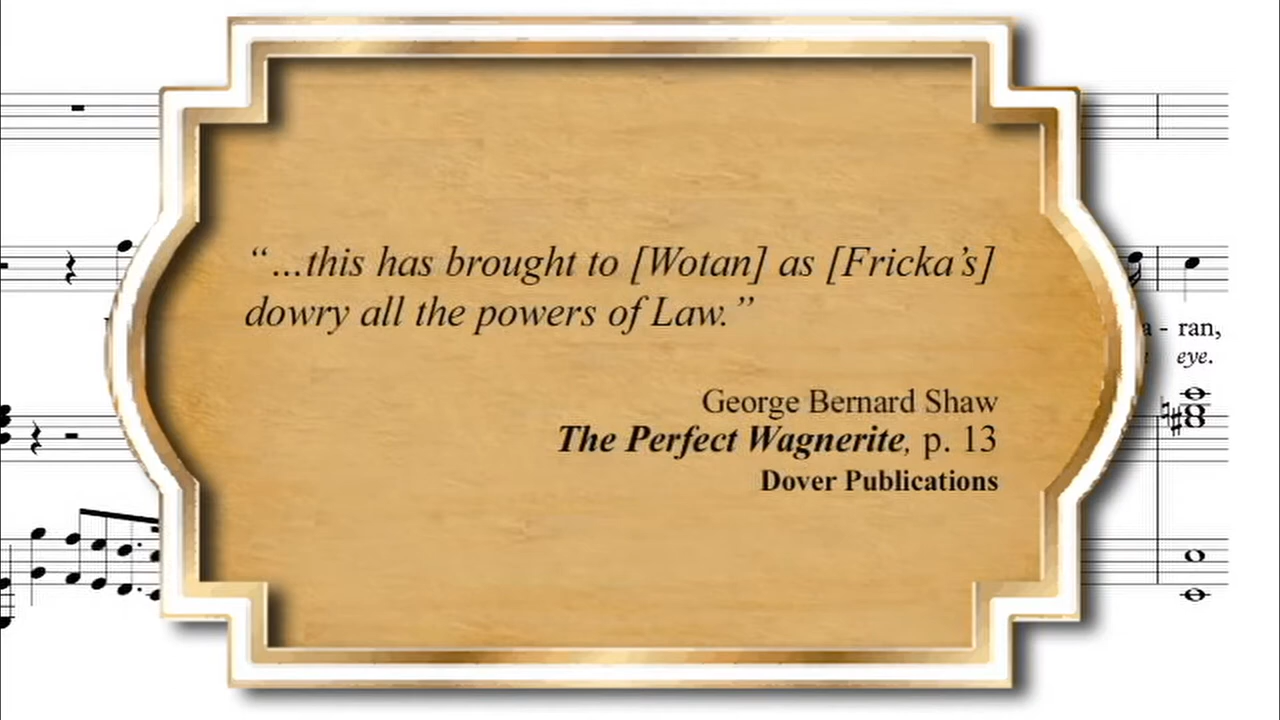 “...this has brought to [Wotan] as [Fricka’s]
dowry all the powers of Law.”
George Bernard Shaw
The Perfect Wagnerite, p. 13
Dover Publications
a - ran,
eye.